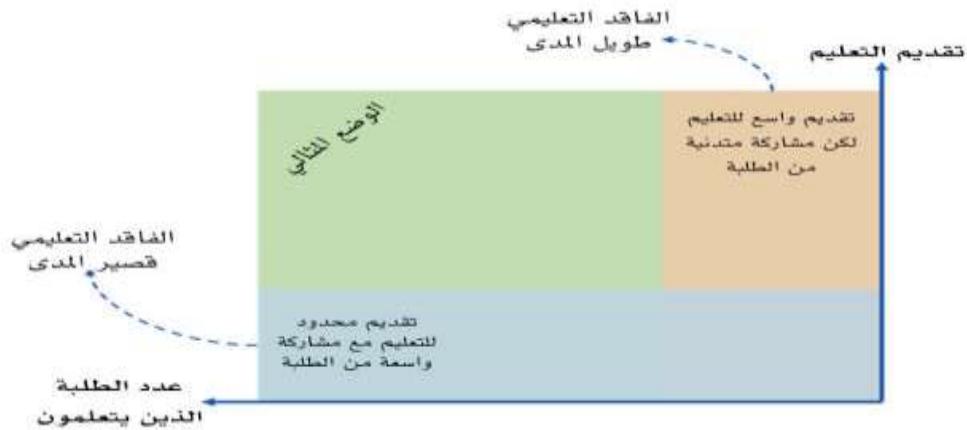 الفاقد التعليمي
طويل المدى
تقديم التعليم
تقديم واسع للتعليم
لكن مشاركة متدنية
من الطلبة
الوضع المثالي
الفاقد التعليمي
قصير المدى
تقديم محدود
للتعليم مع مشاركة
واسعة من الطلبة
عدد الطلبة
الذين يتعلمون